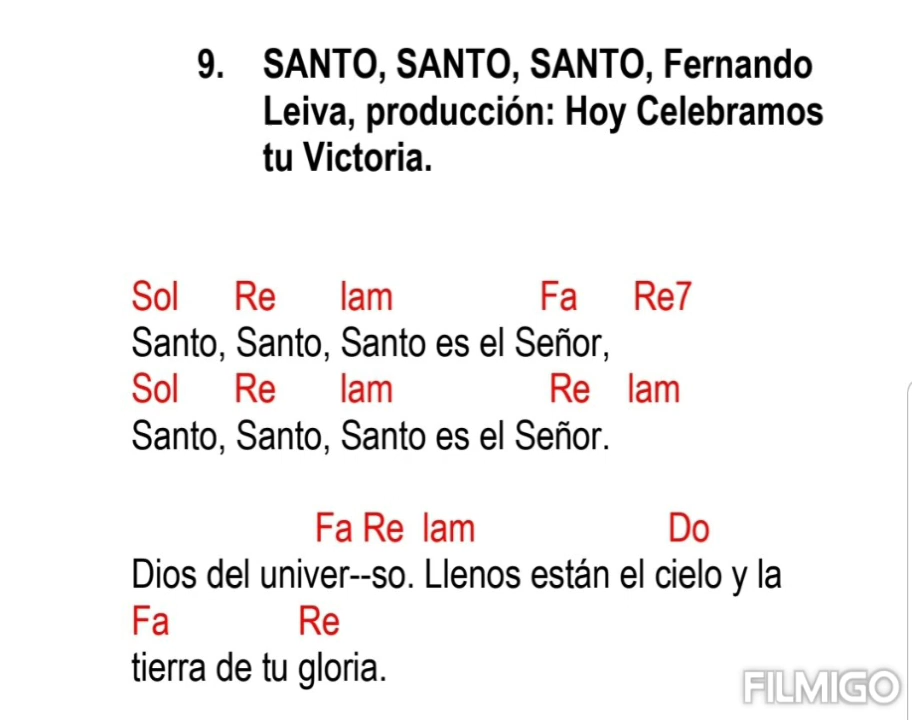 9. SANTO, SANTO, SANTO, Fernando
Leiva, producción: Hoy Celebramos
tu Victoria.
Sol Re lam Fa Re7
Santo, Santo, Santo es el Señor,
Sol Re lam Re lam
Santo, Santo, Santo es el Señor.
Fa Re lam Do
Dios del univer--so. Llenos están el cielo y la
Fa Re
tierra de tu gloria.
FILMIGO